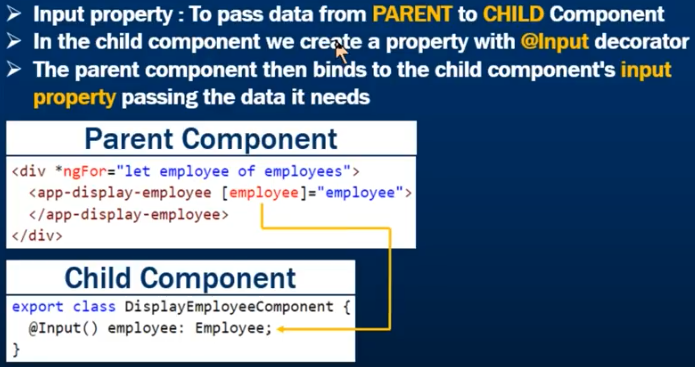 Input property : To pass data from PARENT to CHILD Component
In the child component we create a property with @Input decorator
The parent component then binds to the child component's input
property passing the data it needs
Parent Component
<div *ngFor="let employee of employees">
<app-display-employee [employee]="employee">
</app-display-employee>
</div>
Child Component
export class DisplayEmployeeComponent {
@Input() employee: Employee;
}